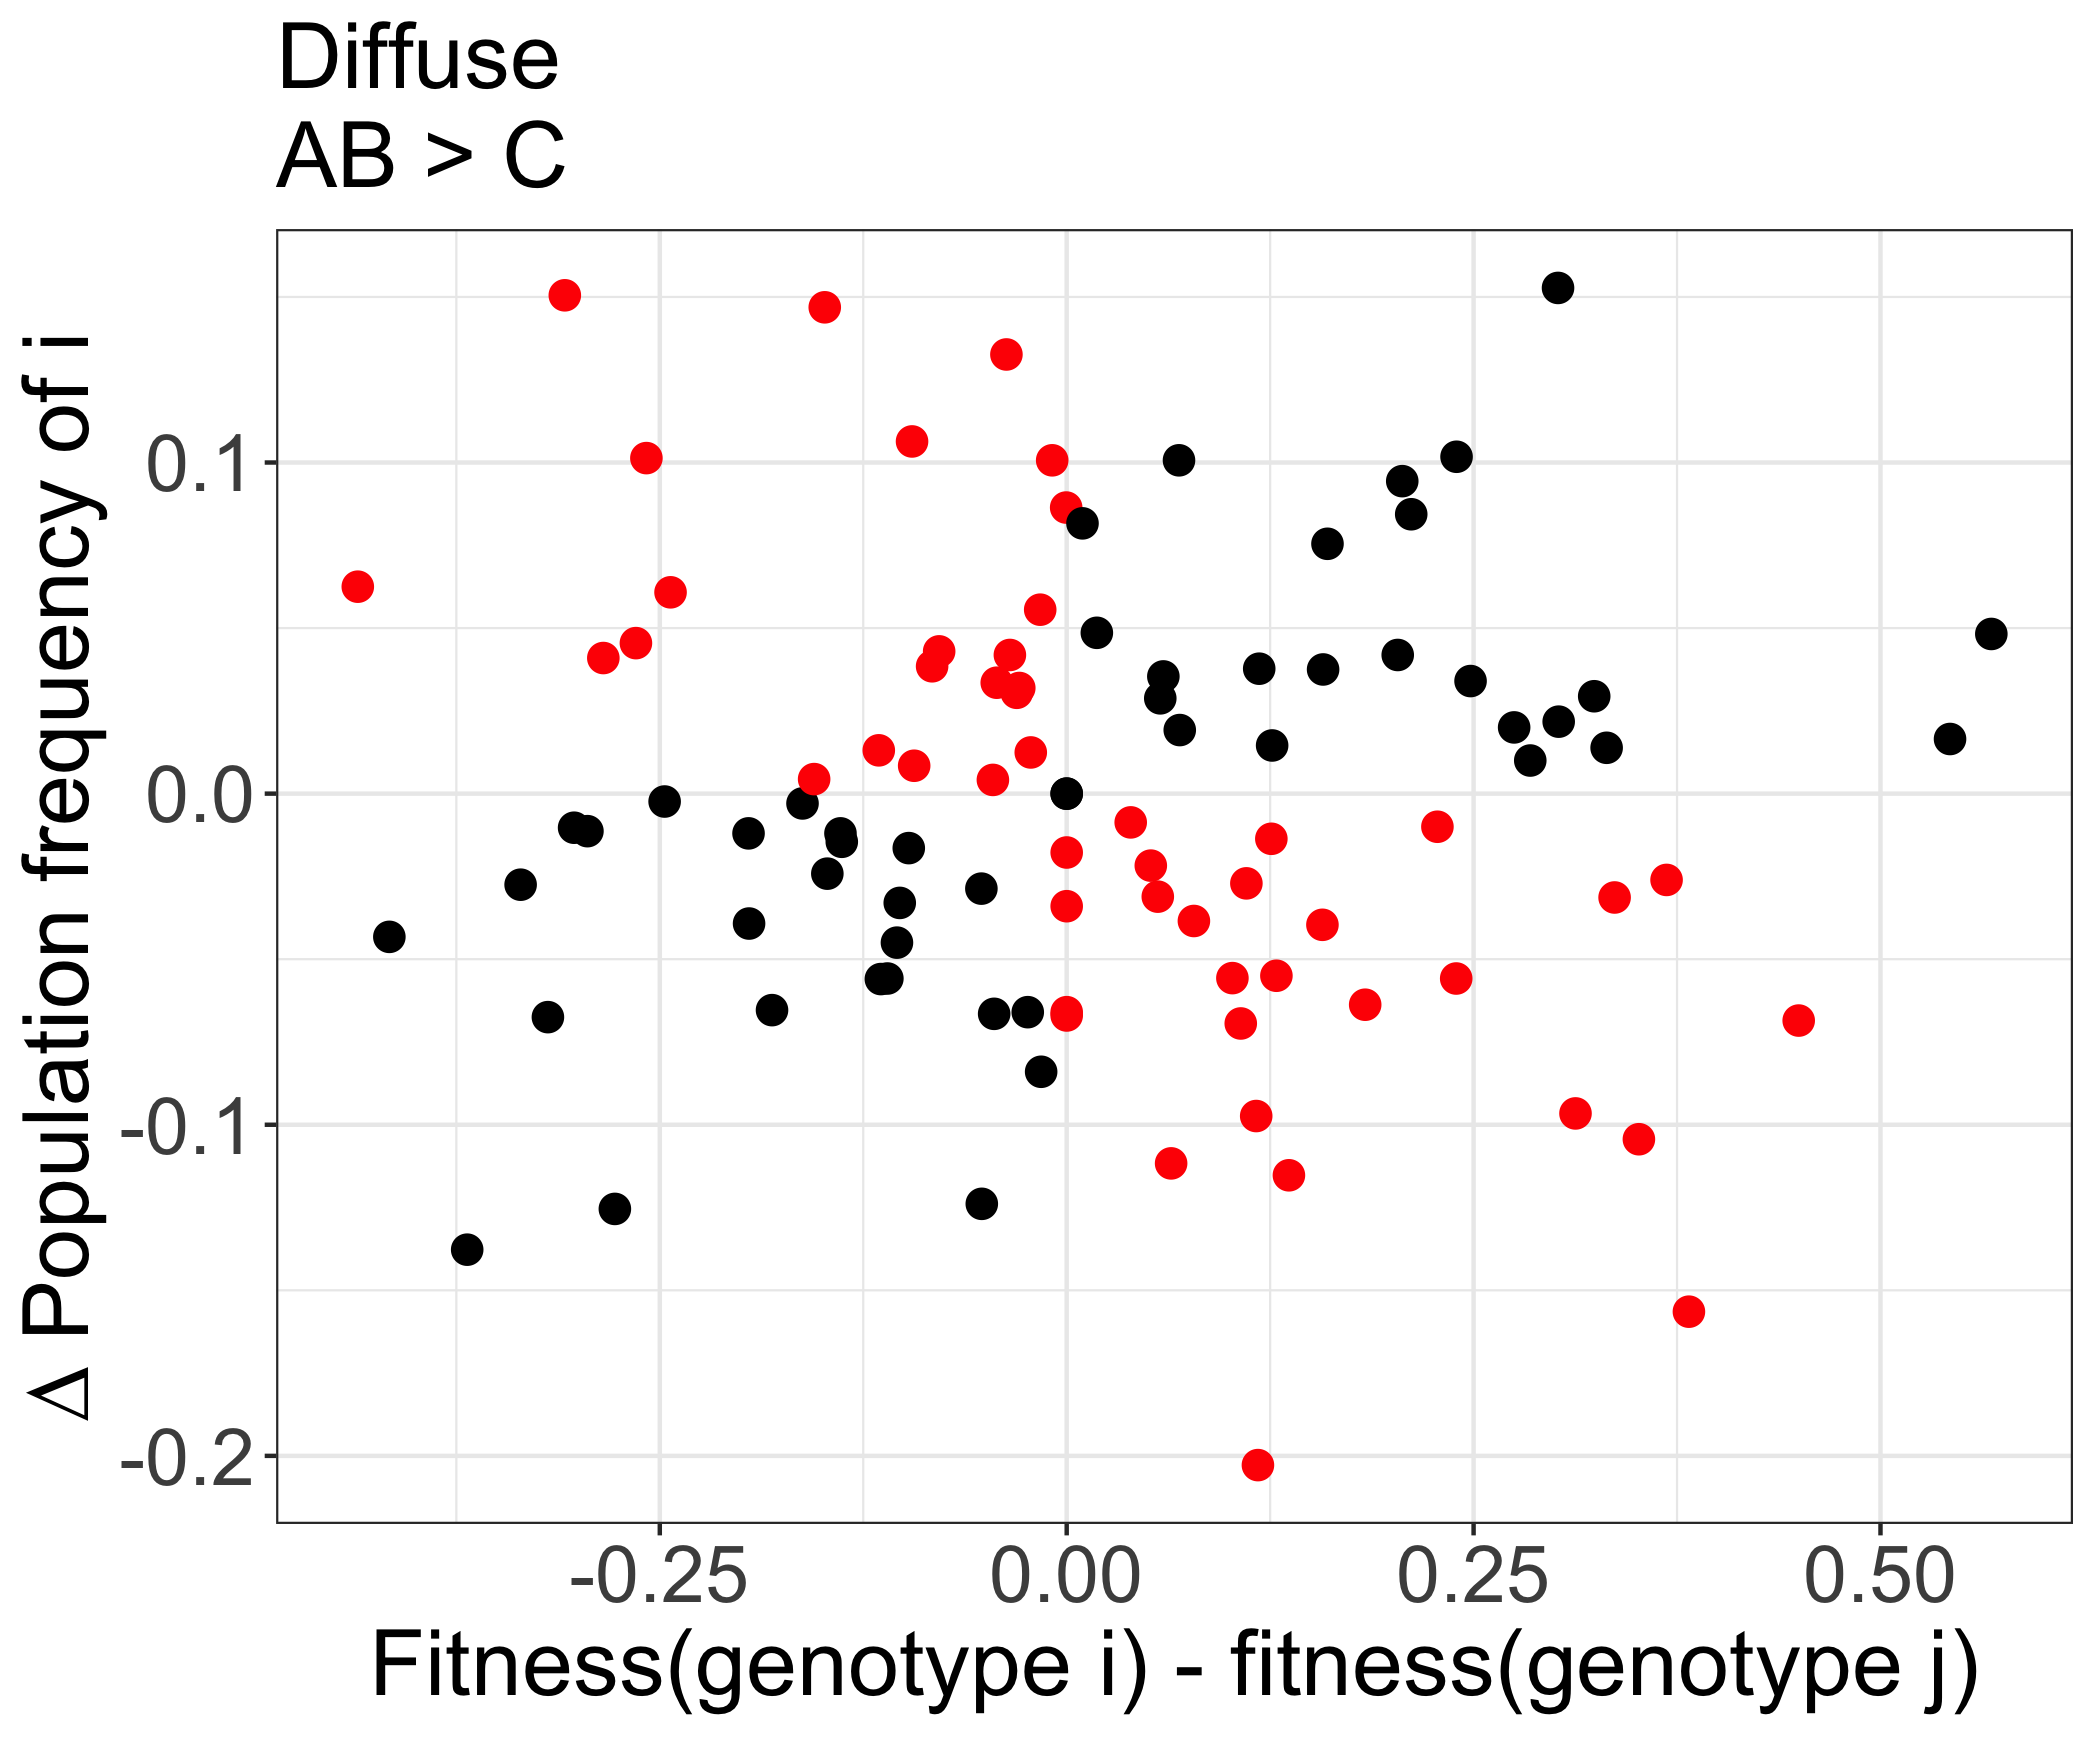 Diffuse
AB > C
Δ Population frequency of i
0.1
0.0
-0.1
-0.2
-0.25 0.00 0.25 0.50
Fitness(genotype i) - fitness(genotype j)